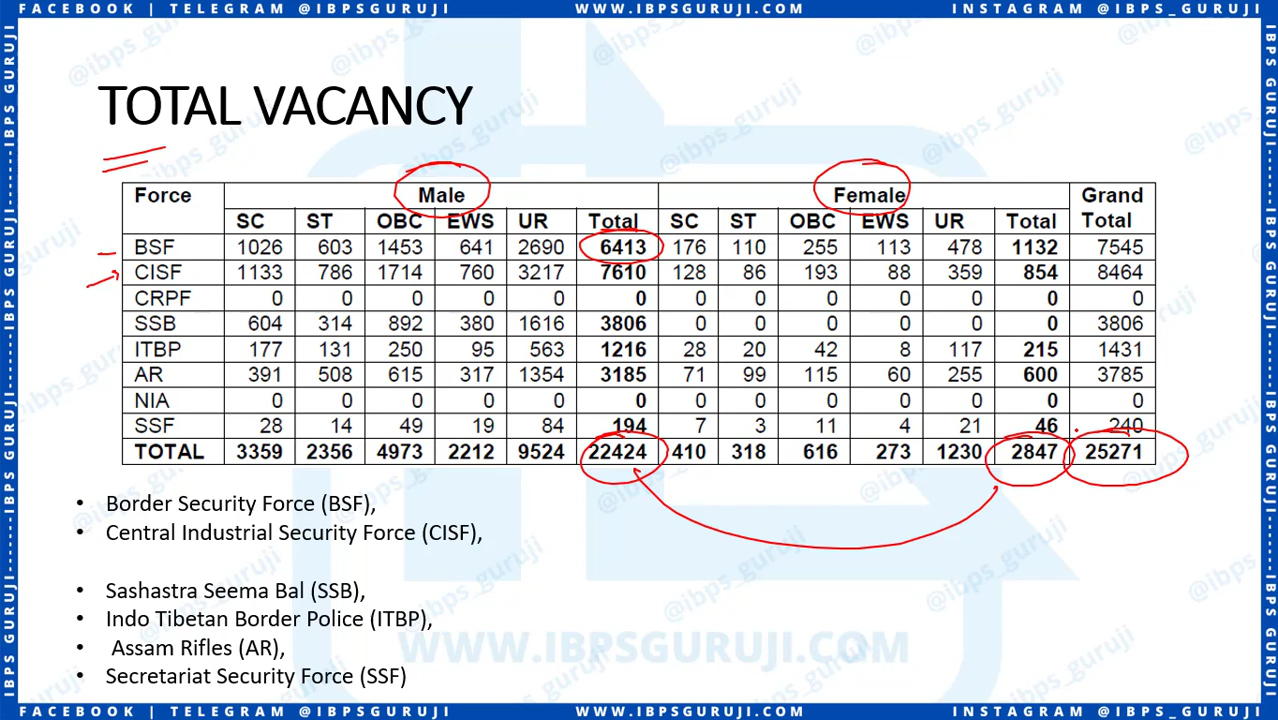 FACEBOOK | TELEGRAM @IBPSGURUJI WWW.IBPSGURUJI.COM INSTAGRAM @IBPS_GURUJI
TOTAL VACANCY
Force Male Female Grand Total
SC ST OBC EWS UR Total SC ST OBC EWS UR Total
BSF 1026 603 1453 641 2690 6413 176 110 255 113 478 1132 7545
CISF 1133 786 1714 760 3217 7610 128 86 193 88 359 854 8464
CRPF 0 0 0 0 0 0 0 0 0 0 0 0 0
SSB 604 314 892 380 1616 3806 0 0 0 0 0 0 3806
ITBP 177 131 250 95 563 1216 28 20 42 8 117 215 1431
AR 391 508 615 317 1354 3185 71 99 115 60 255 600 3785
NIA 0 0 0 0 0 0 0 0 0 0 0 0 0
SSF 28 14 49 19 84 194 7 3 11 4 21 46 240
TOTAL 3359 2356 4973 2212 9524 22424 410 318 616 273 1230 2847 25271
• Border Security Force (BSF),
• Central Industrial Security Force (CISF),
• Sashastra Seema Bal (SSB),
• Indo Tibetan Border Police (ITBP),
• Assam Rifles (AR),
• Secretariat Security Force (SSF)
WWW.IBPSGURUJI.COM
@ibps_guruji
FACEBOOK | TELEGRAM @IBPSGURUJI WWW.IBPSGURUJI.COM INSTAGRAM @IBPS_GURUJI